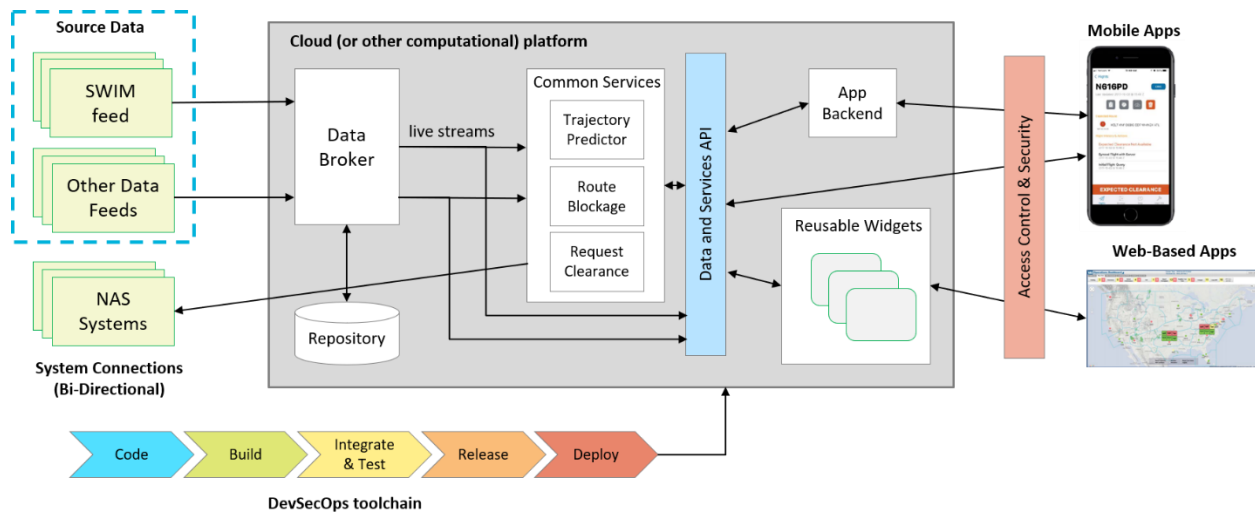 Source Data
SWIM
feed
Other Data
Feeds
NAS
Systems
System Connections
(Bi-Directional)
Cloud (or other computational) platform
Data
Broker
live streams
Repository
Common Services
Trajectory
Predictor
Route
Blockage
Request
Clearance
Data and Services API
App
Backend
Reusable Widgets
Access Control & Security
Mobile Apps
N616PD
EXPECTED CLEARANCE
Web-Based Apps
Code
Build
Integrate
& Test
Release
Deploy
DevSecOps toolchain